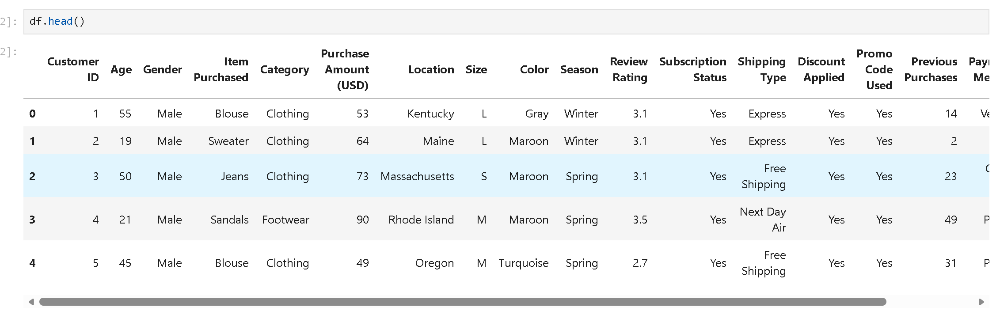 2]: df.head()
2]:
Customer ID Age Gender Item Purchased Category Purchase Amount (USD) Location Size Color Season Review Rating Subscription Status Shipping Type Discount Applied Promo Code Used Previous Purchases
0 1 55 Male Blouse Clothing 53 Kentucky L Gray Winter 3.1 Yes Express Yes Yes 14
1 2 19 Male Sweater Clothing 64 Maine L Maroon Winter 3.1 Yes Express Yes Yes 2
2 3 50 Male Jeans Clothing 73 Massachusetts S Maroon Spring 3.1 Yes Free Shipping Yes Yes 23
3 4 21 Male Sandals Footwear 90 Rhode Island M Maroon Spring 3.5 Yes Next Day Air Yes Yes 49
4 5 45 Male Blouse Clothing 49 Oregon M Turquoise Spring 2.7 Yes Free Shipping Yes Yes 31